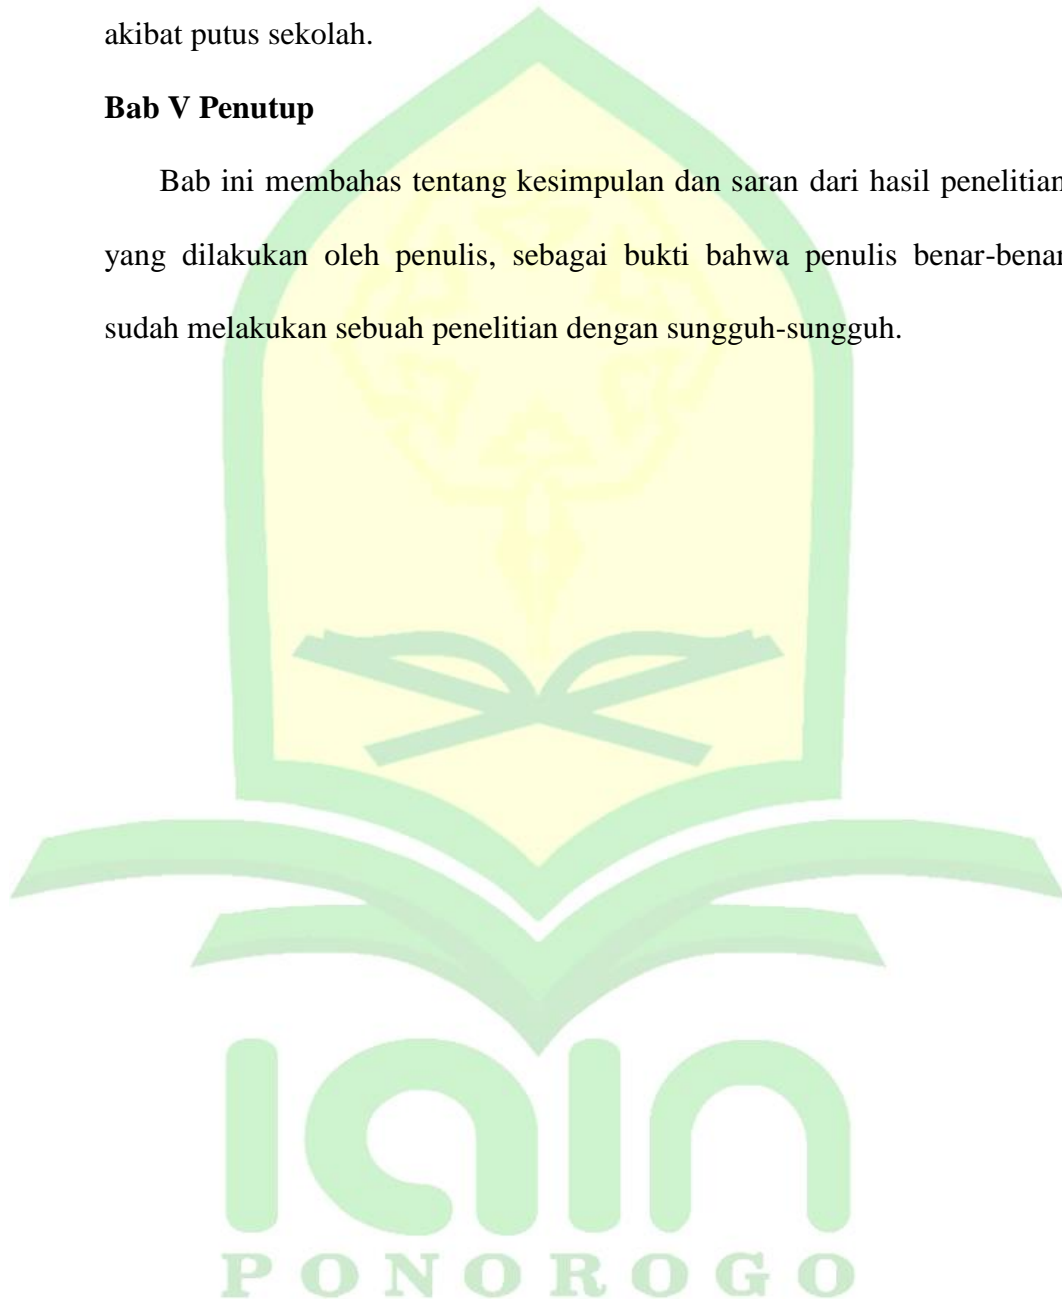 akibat putus sekolah.
Bab V Penutup
Bab ini membahas tentang kesimpulan dan saran dari hasil penelitian
yang dilakukan oleh penulis, sebagai bukti bahwa penulis benar-benar
sudah melakukan sebuah penelitian dengan sungguh-sungguh.
iain
PONOROGO